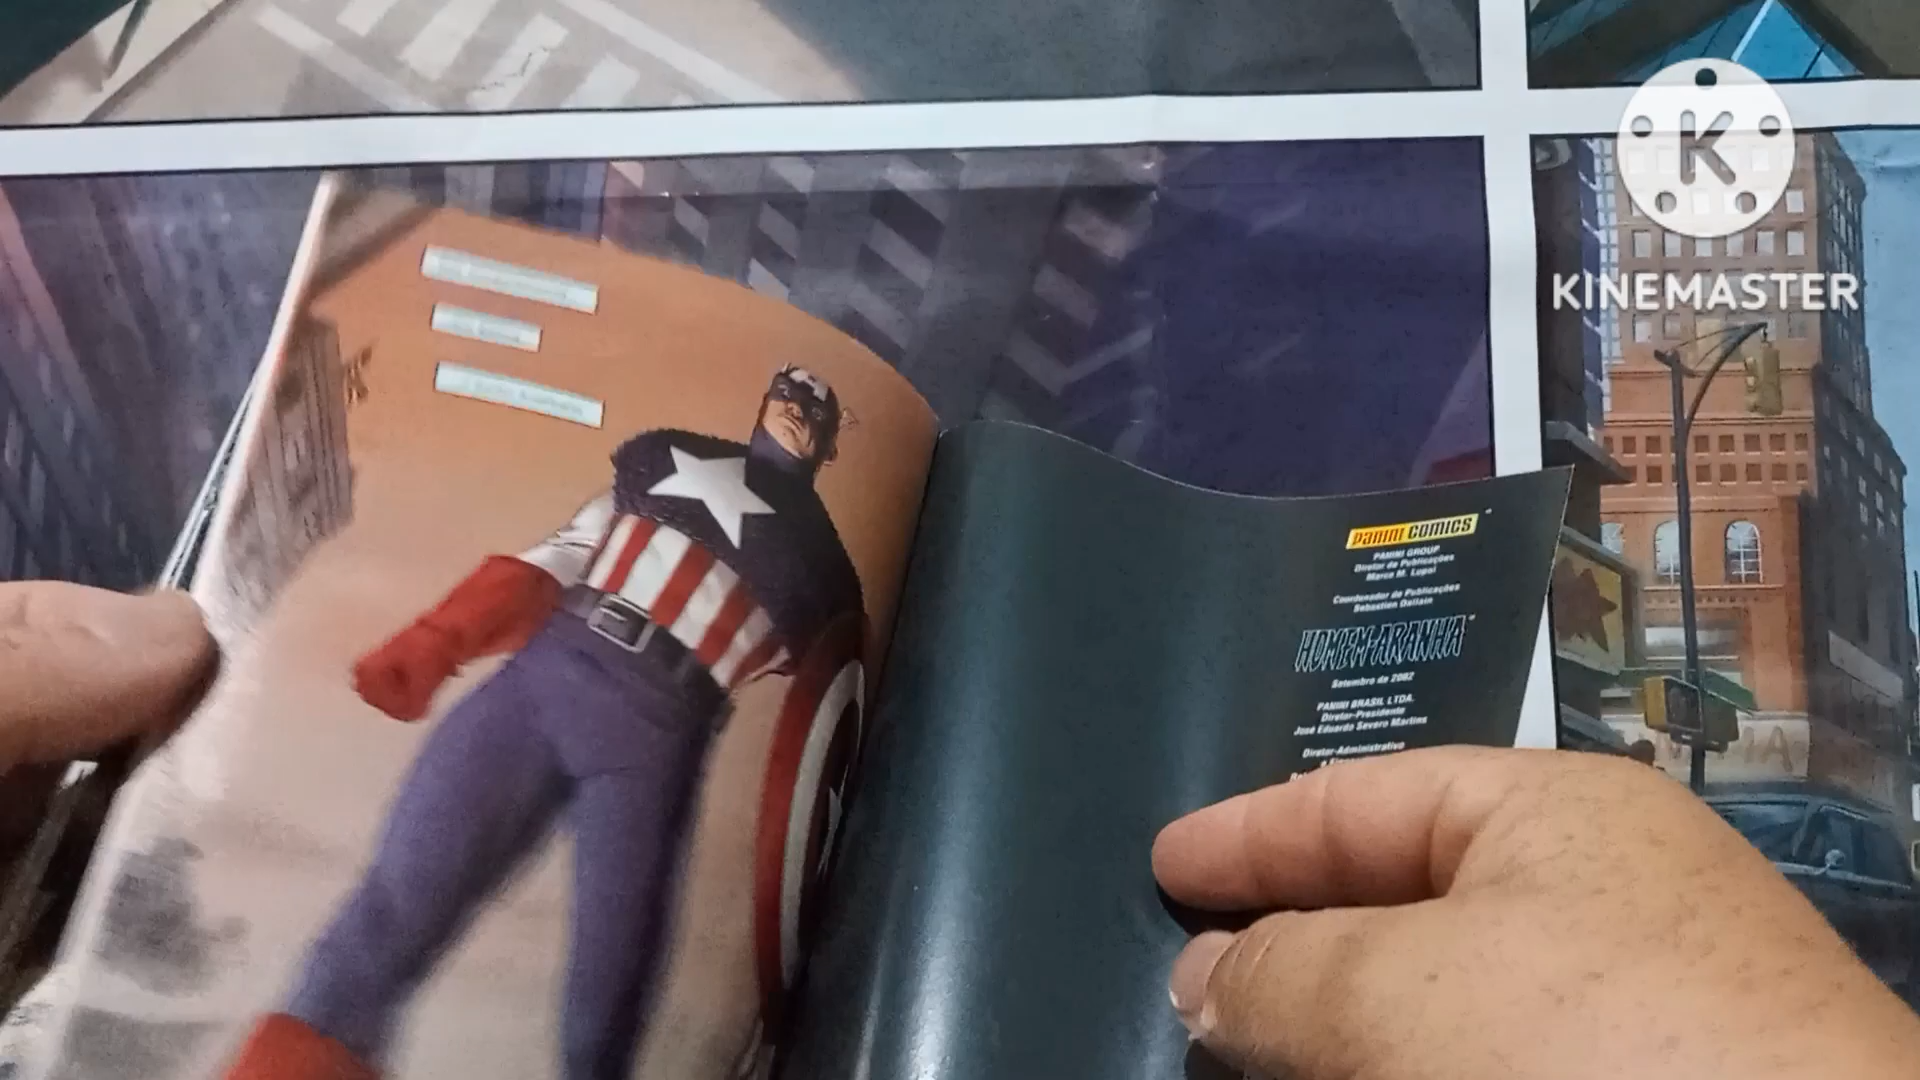 K
KINEMASTER
PANINI COMICS
PANINI GROUP
Diretor de Publicações
Marco M. Lupoi
Coordenador de Publicações
Sebastien Dallain
HOMEM-ARANHA
Setembro de 2002
PANINI BRASIL LTDA.
Diretor-Presidente
José Eduardo Severo Martins
Diretor-Administrativo